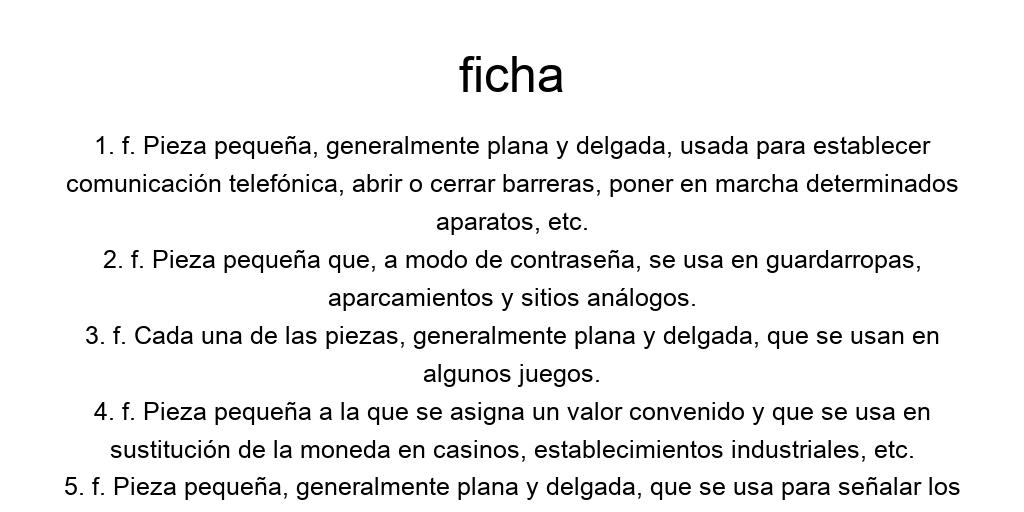 ficha
1. f. Pieza pequeña, generalmente plana y delgada, usada para establecer
comunicación telefónica, abrir o cerrar barreras, poner en marcha determinados
aparatos, etc.
2. f. Pieza pequeña que, a modo de contraseña, se usa en guardarropas,
aparcamientos y sitios análogos.
3. f. Cada una de las piezas, generalmente plana y delgada, que se usan en
algunos juegos.
4. f. Pieza pequeña a la que se asigna un valor convenido y que se usa en
sustitución de la moneda en casinos, establecimientos industriales, etc.
5. f. Pieza pequeña, generalmente plana y delgada, que se usa para señalar los